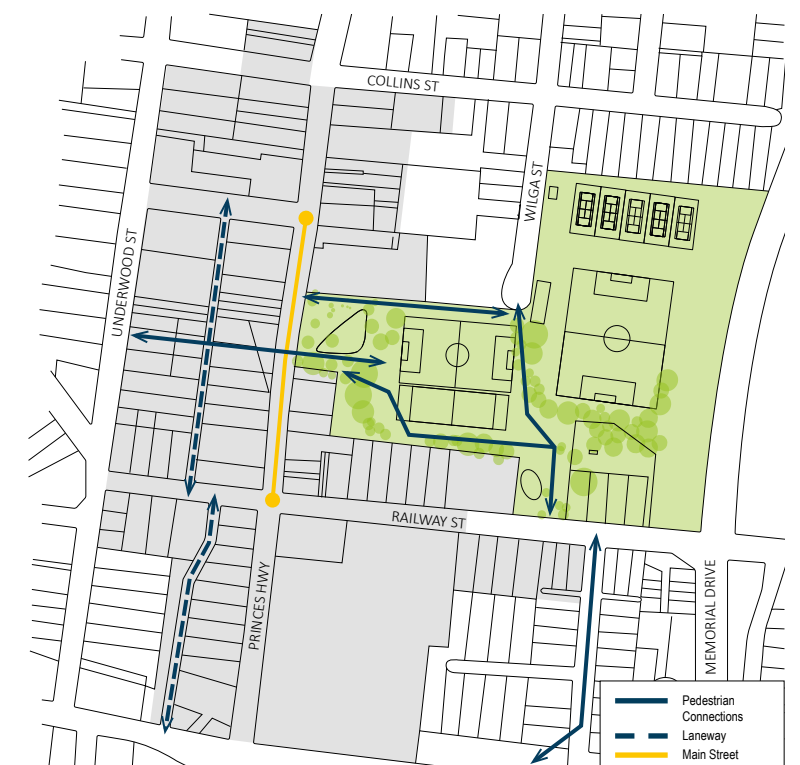 COLLINS ST
WILGA ST
UNDERWOOD ST
RAILWAY ST
PRINCES HWY
MEMORIAL DRIVE
Pedestrian
Connections
Laneway
Main Street